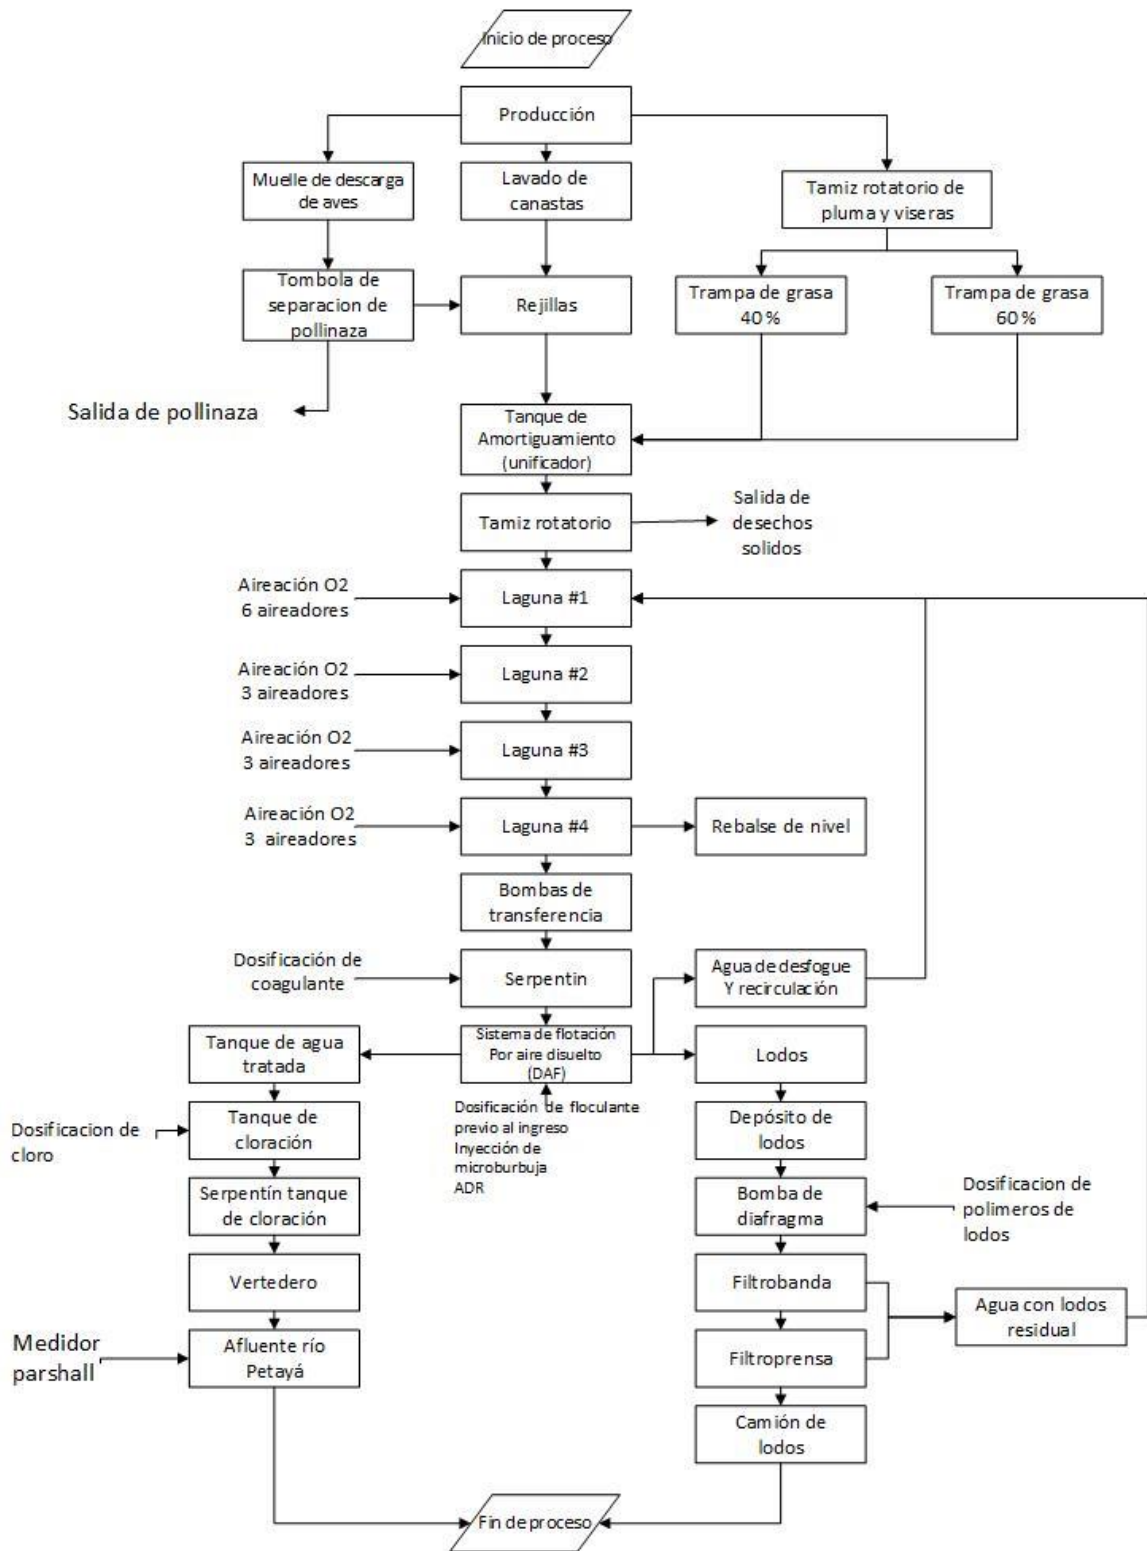 Inicio de proceso
Producción
Muelle de descarga
de aves
Lavado de
canastas
Tamiz rotatorio de
pluma y viseras
Tombola de
separacion de
pollinaza
Rejillas
Trampa de grasa
40%
Trampa de grasa
60%
Salida de pollinaza
Tanque de
Amortiguamiento
(unificador)
Tamiz rotatorio
Salida de
desechos
solidos
Aireación O2
6 aireadores
Laguna #1
Aireación O2
3 aireadores
Laguna #2
Aireación O2
3 aireadores
Laguna #3
Aireación O2
3 aireadores
Laguna #4
Rebalse de nivel
Bombas de
transferencia
Dosificación de
coagulante
Serpentin
Agua de desfogue
Y recirculación
Tanque de agua
tratada
Sistema de flotación
Por aire disuelto
(DAF)
Lodos
Dosificación de floculante
previo al ingreso
Inyección de
microburbuja
ADR
Dosificacion de
cloro
Tanque de
cloración
Depósito de
lodos
Serpentín tanque
de cloración
Bomba de
diafragma
Dosificacion de
polimeros de
lodos
Vertedero
Filtrobanda
Agua con lodos
residual
Medidor
parshall
Afluente río
Petayá
Filtroprensa
Camión de
lodos
Fin de proceso